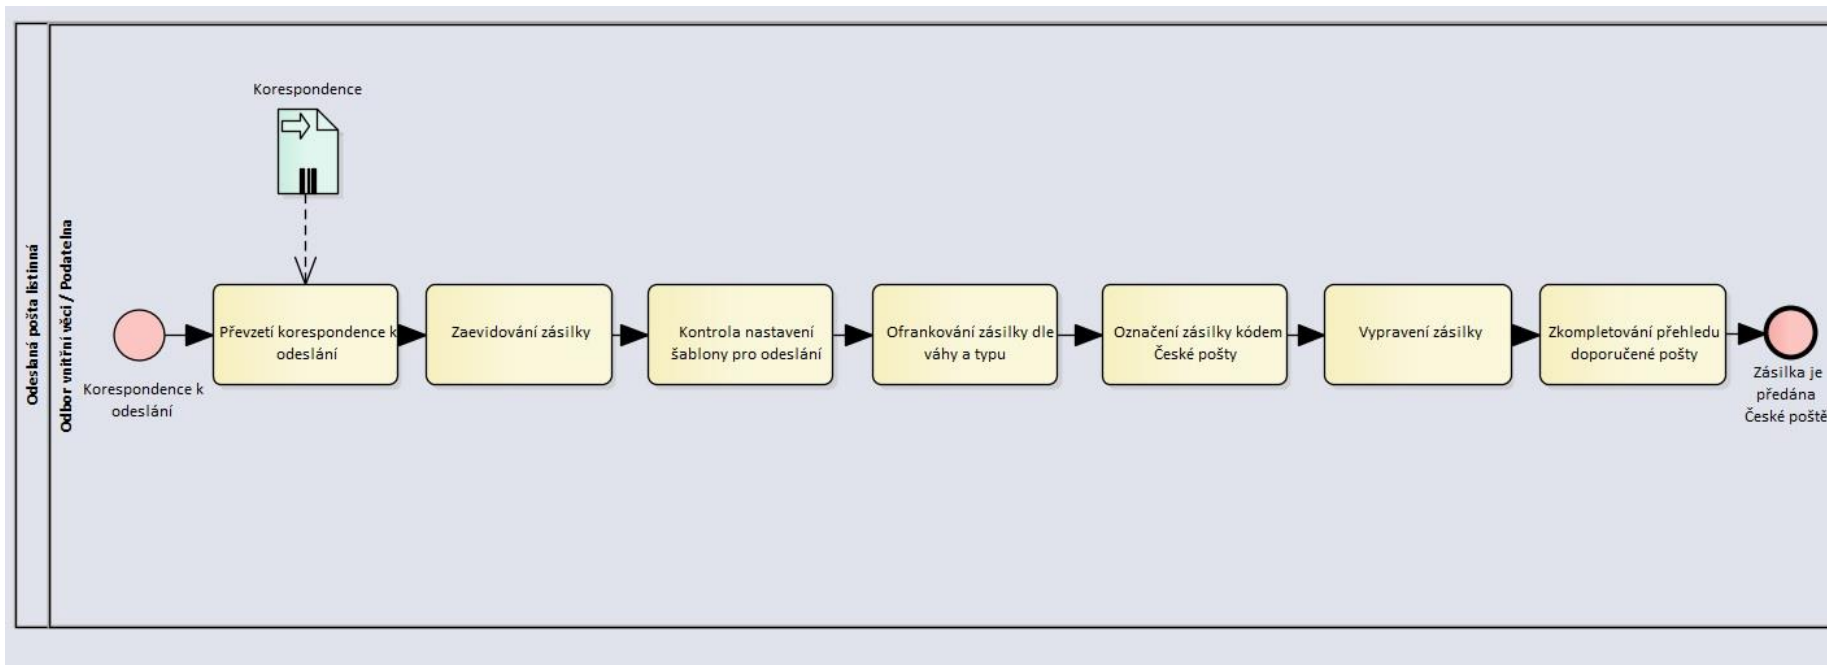 Odeslaná pošta listinná
Odbor vnitřní věci / Podatelna
Korespondence
Korespondence k
odeslání
Převzetí korespondence k
odeslání
Zaevidování zásilky
Kontrola nastavení
šablony pro odeslání
Ofrankování zásilky dle
váhy a typu
Označení zásilky kódem
České pošty
Vypravení zásilky
Zkompletování přehledu
doporučené pošty
Zásilka je
předána
České poště